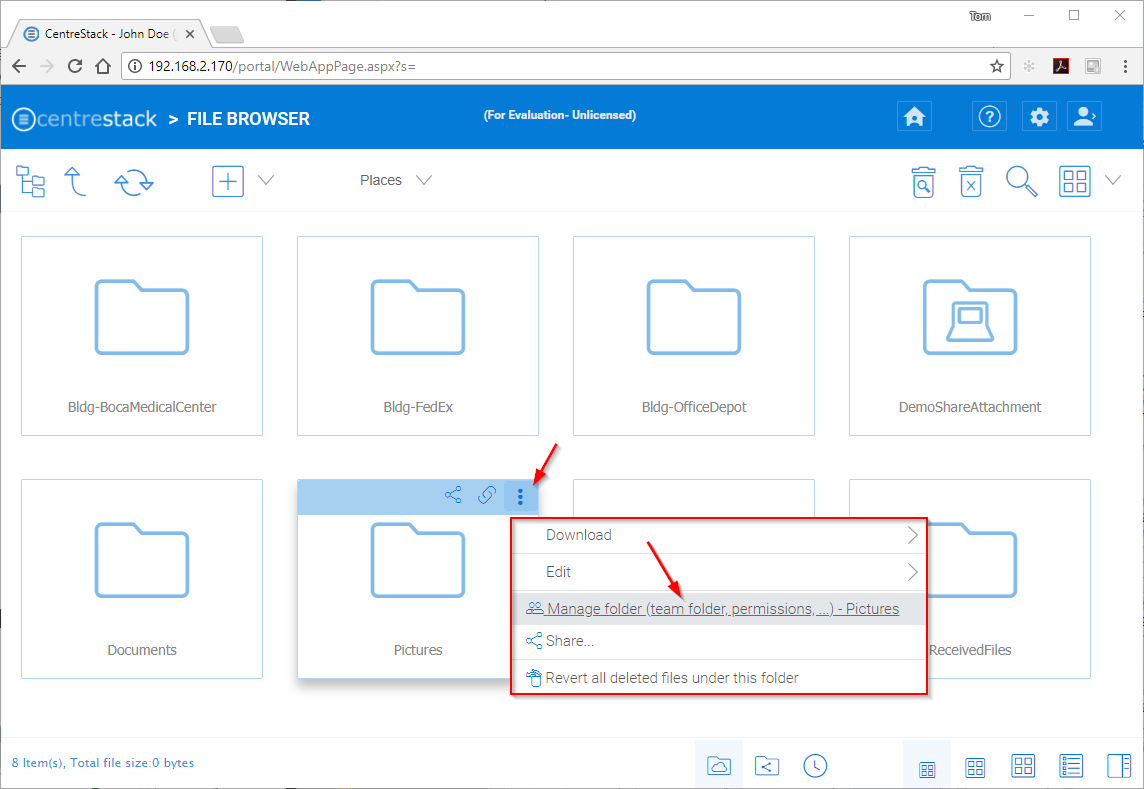 Tom
CentreStack - John Doe (
192.168.2.170/portal/WebAppPage.aspx?s=
centrestack > FILE BROWSER
(For Evaluation- Unlicensed)
Places
Bldg-BocaMedicalCenter
Bldg-FedEx
Bldg-OfficeDepot
DemoShareAttachment
Documents
Pictures
ReceivedFiles
Download
Edit
Manage folder (team folder, permissions, ...) - Pictures
Share...
Revert all deleted files under this folder
8 Item(s), Total file size:0 bytes